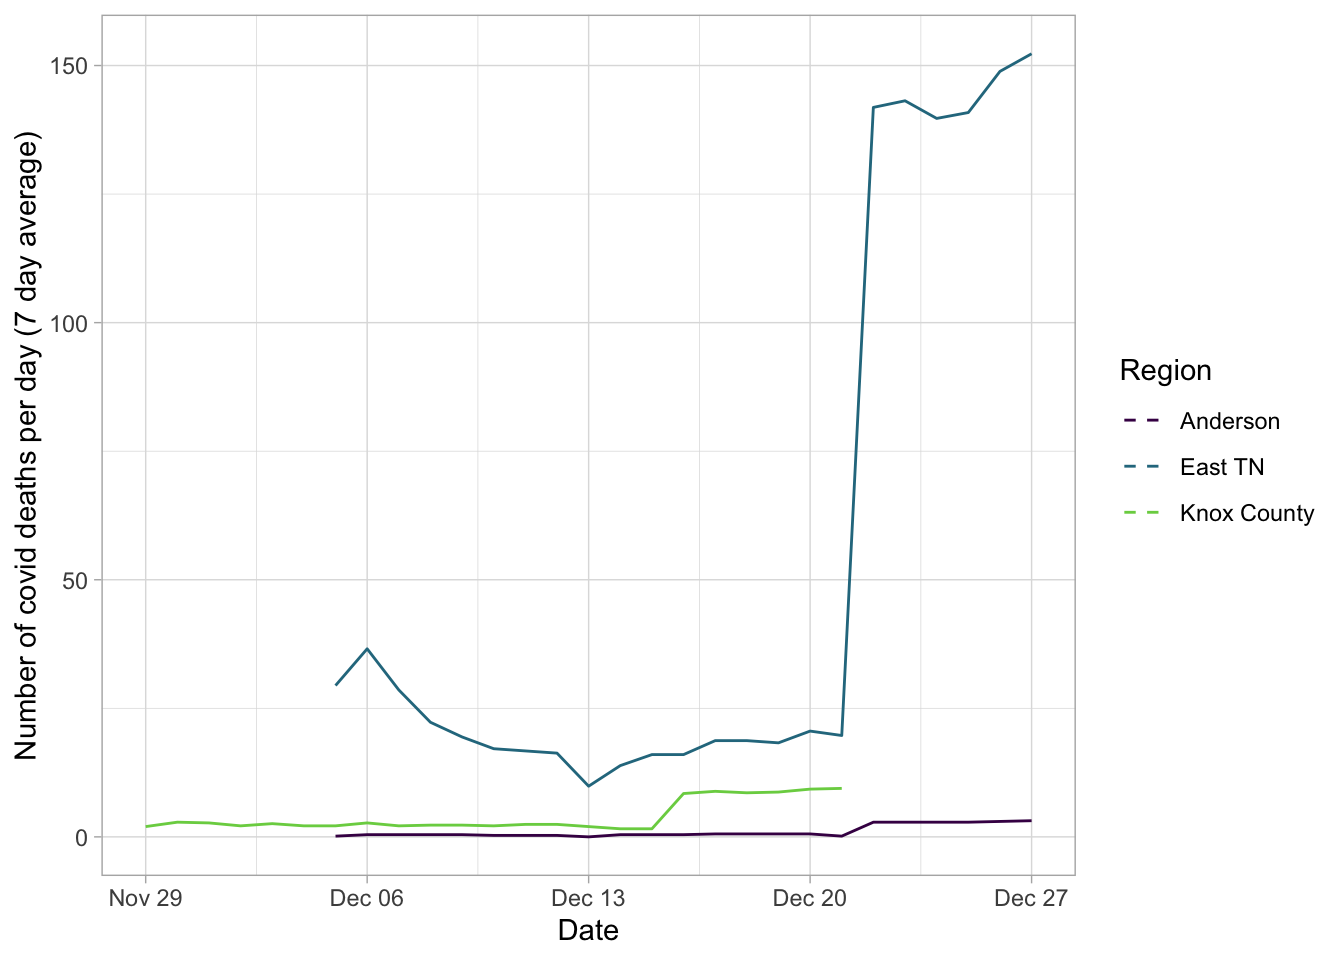 Number of covid deaths per day (7 day average)
150
100
50
0
Nov 29
Dec 06
Dec 13
Dec 20
Dec 27
Date
Region
Anderson
East TN
Knox County